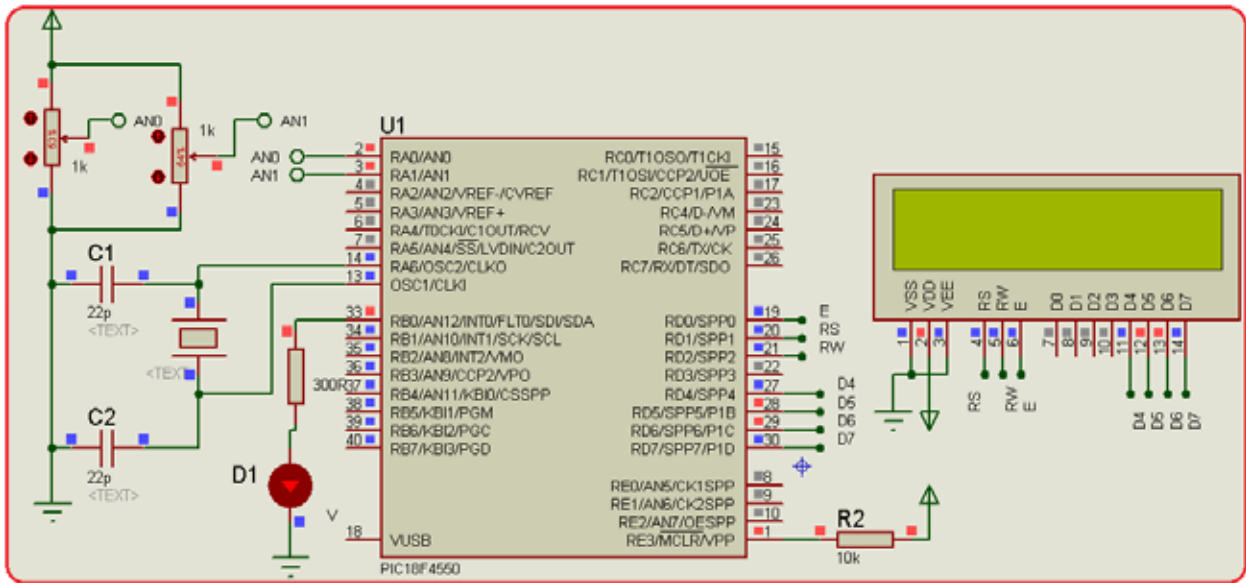 AN0
63%
1k
1k
64%
AN1
C1
22p
<TEXT>
<TEXT>
C2
22p
<TEXT>
300R
D1
V
U1
AN0
AN1
2 RA0/AN0
3 RA1/AN1
4 RA2/AN2/VREF-/CVREF
5 RA3/AN3/VREF+
6 RA4/T0CKI/C1OUT/RCV
7 RA5/AN4/SS/LVDIN/C2OUT
14 RA6/OSC2/CLKO
13 OSC1/CLKI
33 RB0/AN12/INT0/FLT0/SDI/SDA
34 RB1/AN10/INT1/SCK/SCL
35 RB2/AN8/INT2/VMO
36 RB3/AN9/CCP2/VPO
37 RB4/AN11/KBI0/CSSPP
38 RB5/KBI1/PGM
39 RB6/KBI2/PGC
40 RB7/KBI3/PGD
18 VUSB
RC0/T1OSO/T1CKI 15
RC1/T1OSI/CCP2/UOE 16
RC2/CCP1/P1A 17
RC4/D-/VM 23
RC5/D+/VP 24
RC6/TX/CK 25
RC7/RX/DT/SDO 26
RD0/SPP0 19 E
RD1/SPP1 20 RS
RD2/SPP2 21 RW
RD3/SPP3 22
RD4/SPP4 27 D4
RD5/SPP5/P1B 28 D5
RD6/SPP6/P1C 29 D6
RD7/SPP7/P1D 30 D7
RE0/AN5/CK1SPP 8
RE1/AN6/CK2SPP 9
RE2/AN7/OESPP 10
RE3/MCLR/VPP 1
PIC18F4550
R2
10k
VSS VDD VEE RS RW E D0 D1 D2 D3 D4 D5 D6 D7
1 2 3 4 5 6 7 8 9 10 11 12 13 14
RS RW E D4 D5 D6 D7